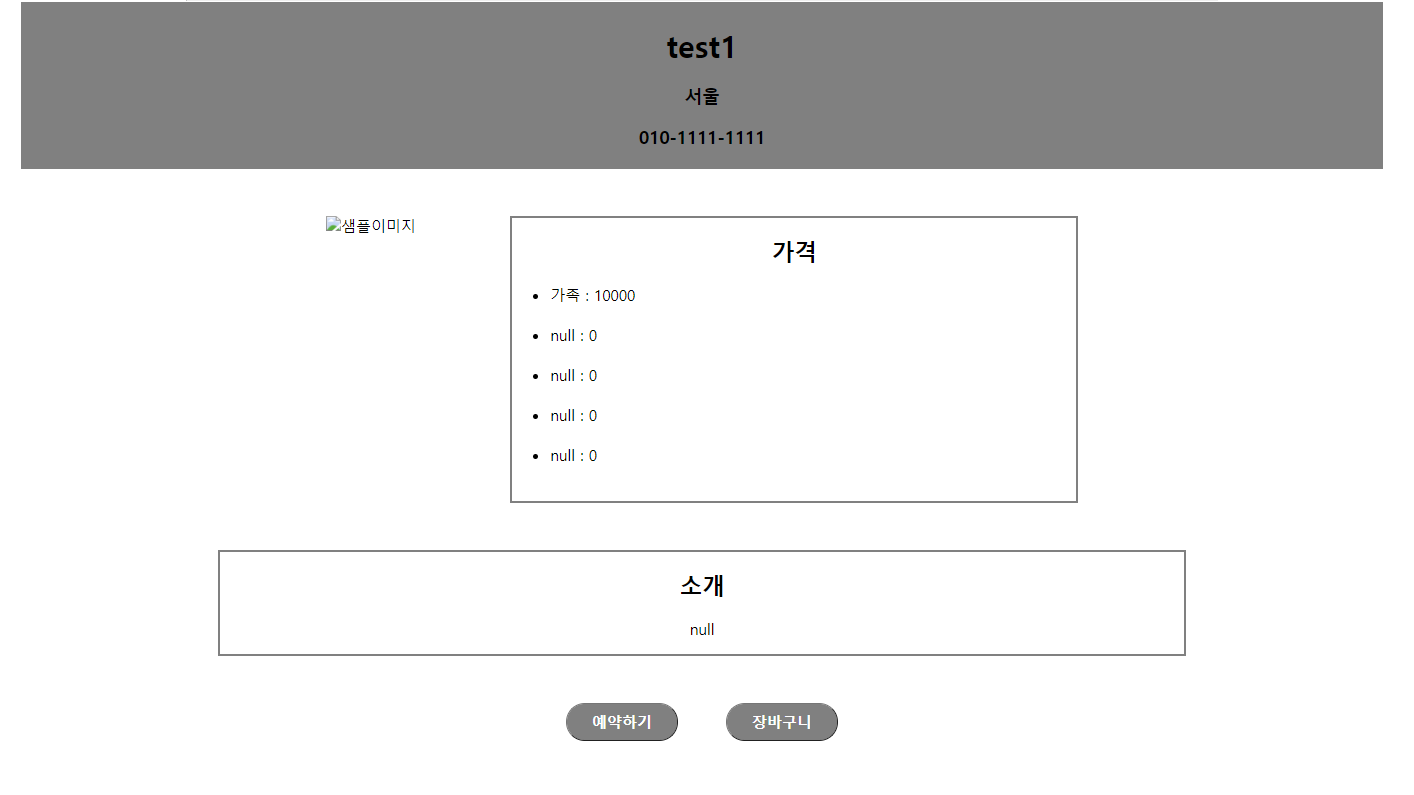 test1
서울
010-1111-1111
샘플이미지
가격
가족 : 10000
null : 0
null : 0
null : 0
null : 0
소개
null
예약하기 장바구니